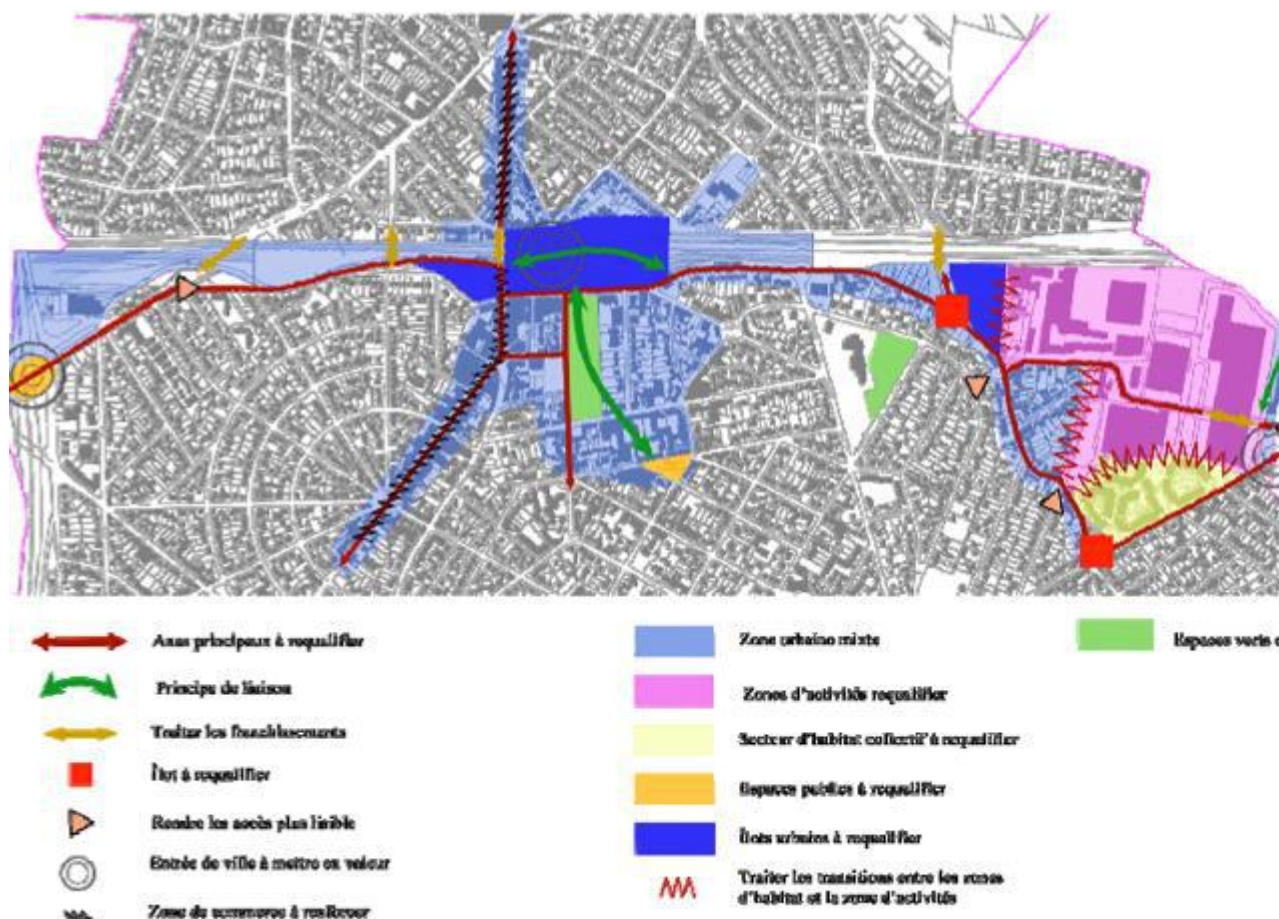 Axes principaux à requalifier
Principe de liaison
Traiter les franchissements
Îlot à requalifier
Rendre les accès plus lisible
Entrée de ville à mettre en valeur
Zone de commerce à renforcer
Zone urbaine mixte
Zones d'activités requalifier
Secteur d'habitat collectif à requalifier
Espaces publics à requalifier
Îlots urbains à requalifier
Traiter les transitions entre les zones
d'habitat et la zone d'activités
Espaces verts